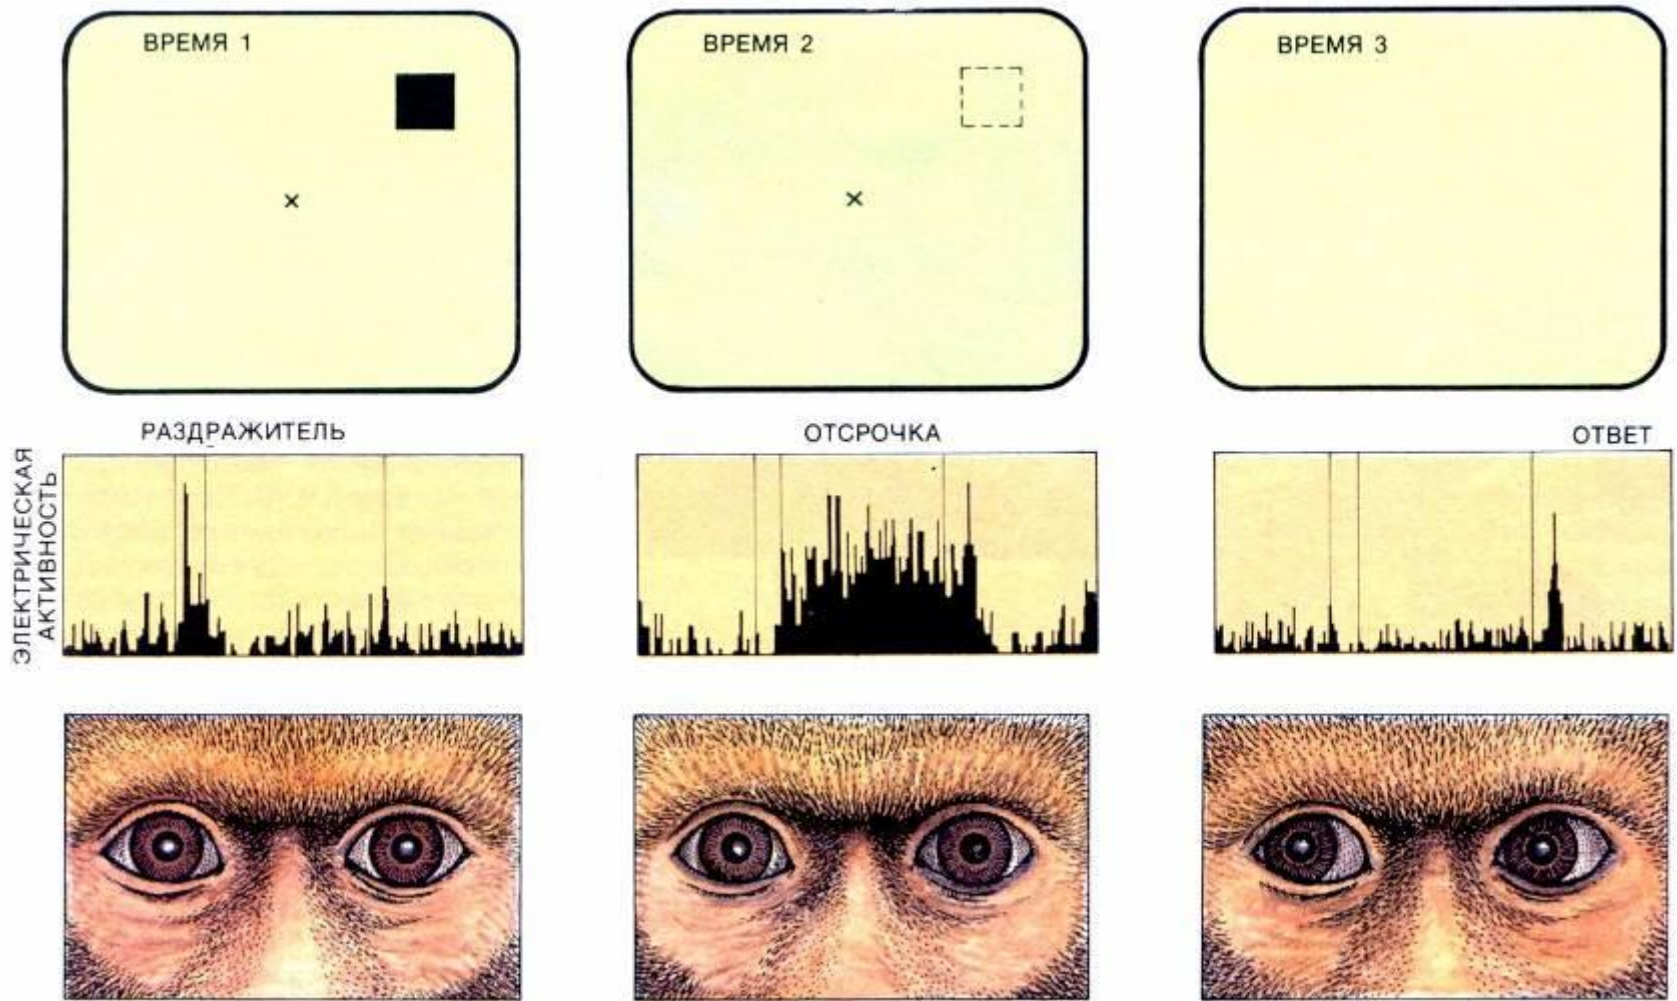 ВРЕМЯ 1
ВРЕМЯ 2
ВРЕМЯ 3
РАЗДРАЖИТЕЛЬ
ОТСРОЧКА
ОТВЕТ
ЭЛЕКТРИЧЕСКАЯ
АКТИВНОСТЬ